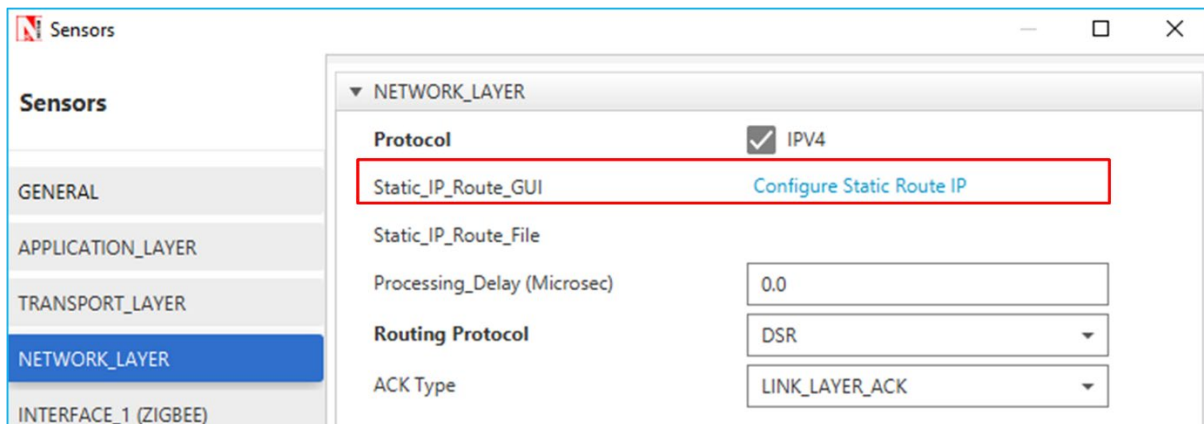 Sensors
Sensors
GENERAL
APPLICATION_LAYER
TRANSPORT_LAYER
NETWORK_LAYER
INTERFACE_1 (ZIGBEE)
NETWORK_LAYER
Protocol IPV4
Static_IP_Route_GUI Configure Static Route IP
Static_IP_Route_File
Processing_Delay (Microsec) 0.0
Routing Protocol DSR
ACK Type LINK_LAYER_ACK